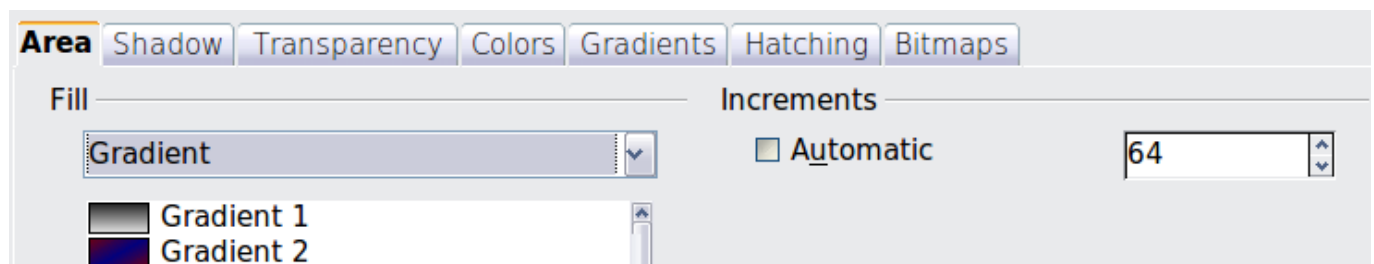 Area Shadow Transparency Colors Gradients Hatching Bitmaps
Fill Increments
Gradient Automatic 64
Gradient 1
Gradient 2